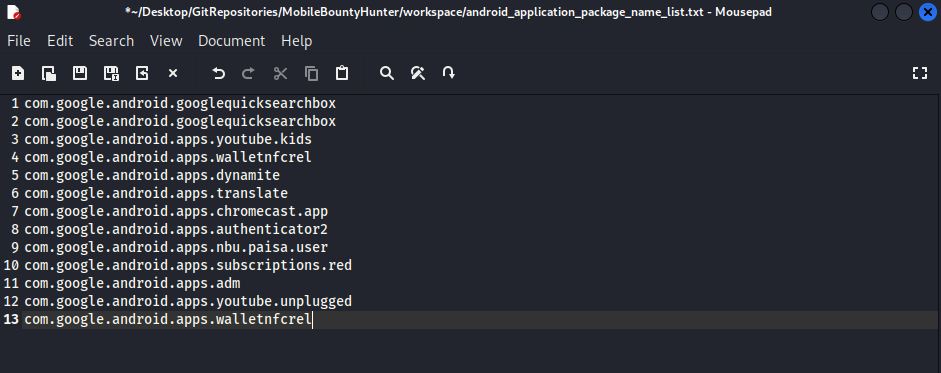 *~/Desktop/GitRepositories/MobileBountyHunter/workspace/android_application_package_name_list.txt - Mousepad
File Edit Search View Document Help
1 com.google.android.googlequicksearchbox
2 com.google.android.googlequicksearchbox
3 com.google.android.apps.youtube.kids
4 com.google.android.apps.walletnfcrel
5 com.google.android.apps.dynamite
6 com.google.android.apps.translate
7 com.google.android.apps.chromecast.app
8 com.google.android.apps.authenticator2
9 com.google.android.apps.nbu.paisa.user
10 com.google.android.apps.subscriptions.red
11 com.google.android.apps.adm
12 com.google.android.apps.youtube.unplugged
13 com.google.android.apps.walletnfcrel